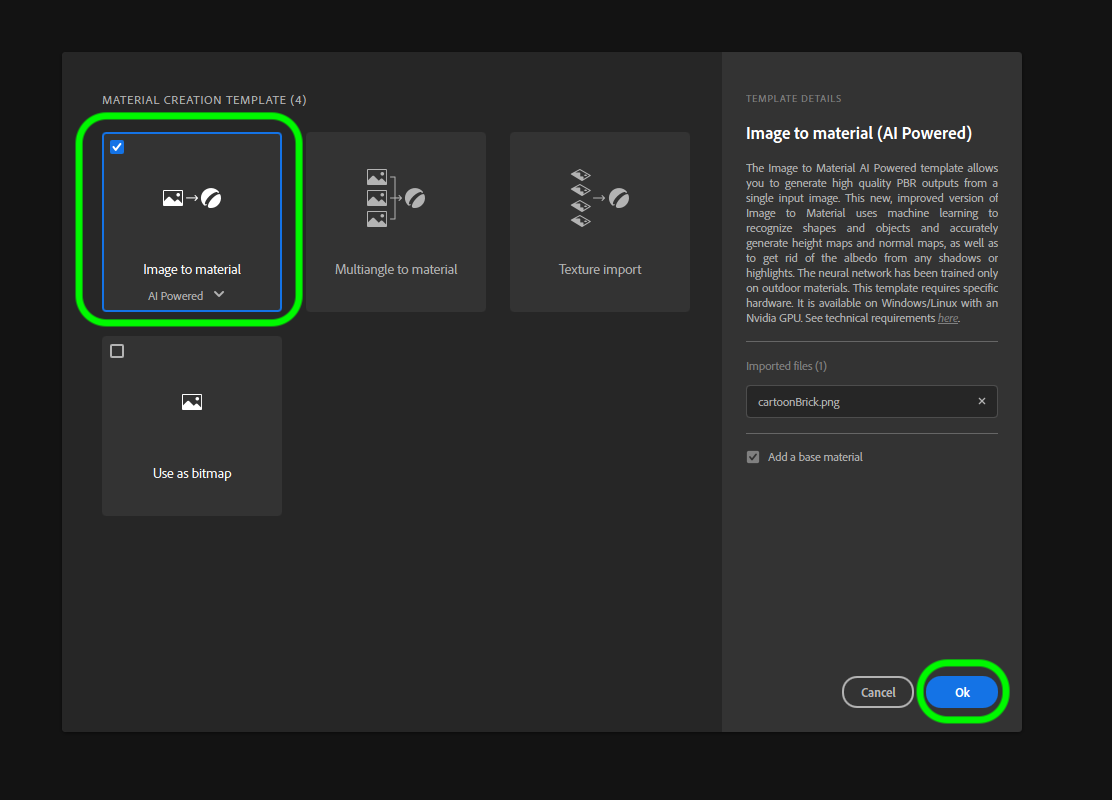 MATERIAL CREATION TEMPLATE (4)
Image to material
AI Powered
Multiangle to material
Texture import
Use as bitmap
TEMPLATE DETAILS
Image to material (AI Powered)
The Image to Material AI Powered template allows
you to generate high quality PBR outputs from a
single input image. This new, improved version of
Image to Material uses machine learning to
recognize shapes and objects and accurately
generate height maps and normal maps, as well as
to get rid of the albedo from any shadows or
highlights. The neural network has been trained only
on outdoor materials. This template requires specific
hardware. It is available on Windows/Linux with an
Nvidia GPU. See technical requirements here.
Imported files (1)
cartoonBrick.png
Add a base material
Cancel
Ok